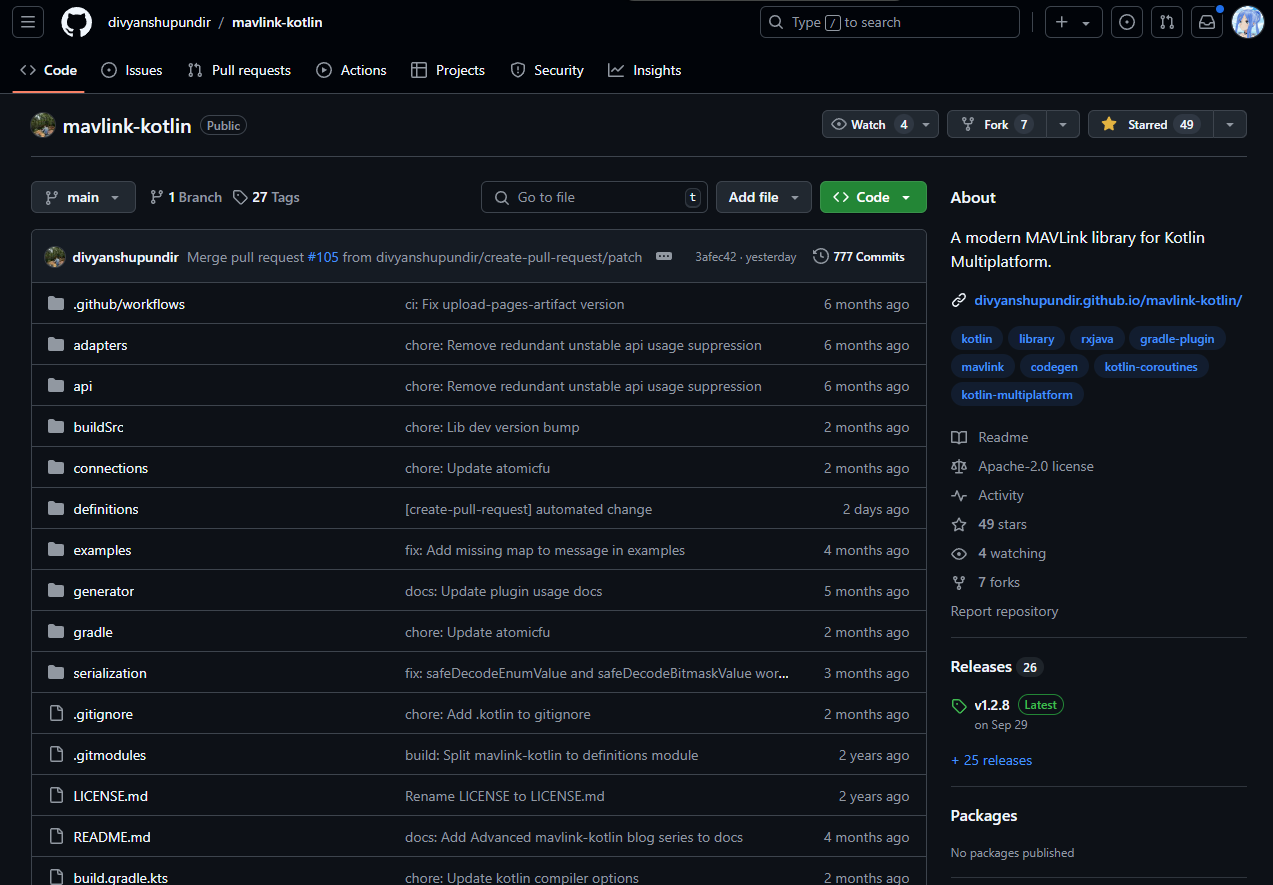 divyanshupundir / mavlink-kotlin
Type / to search
Code Issues Pull requests Actions Projects Security Insights
mavlink-kotlin Public
Watch 4 Fork 7 Starred 49
main 1 Branch 27 Tags
Go to file t
Add file
Code
divyanshupundir Merge pull request #105 from divyanshupundir/create-pull-request/patch 3afec42 · yesterday 777 Commits
.github/workflows ci: Fix upload-pages-artifact version 6 months ago
adapters chore: Remove redundant unstable api usage suppression 6 months ago
api chore: Remove redundant unstable api usage suppression 6 months ago
buildSrc chore: Lib dev version bump 2 months ago
connections chore: Update atomicfu 2 months ago
definitions [create-pull-request] automated change 2 days ago
examples fix: Add missing map to message in examples 4 months ago
generator docs: Update plugin usage docs 5 months ago
gradle chore: Update atomicfu 2 months ago
serialization fix: safeDecodeEnumValue and safeDecodeBitmaskValue wor... 3 months ago
.gitignore chore: Add .kotlin to gitignore 2 months ago
.gitmodules build: Split mavlink-kotlin to definitions module 2 years ago
LICENSE.md Rename LICENSE to LICENSE.md 2 years ago
README.md docs: Add Advanced mavlink-kotlin blog series to docs 4 months ago
build.gradle.kts chore: Update kotlin compiler options 2 months ago
About
A modern MAVLink library for Kotlin
Multiplatform.
divyanshupundir.github.io/mavlink-kotlin/
kotlin library rxjava gradle-plugin
mavlink codegen kotlin-coroutines
kotlin-multiplatform
Readme
Apache-2.0 license
Activity
49 stars
4 watching
7 forks
Report repository
Releases 26
v1.2.8 Latest
on Sep 29
+ 25 releases
Packages
No packages published